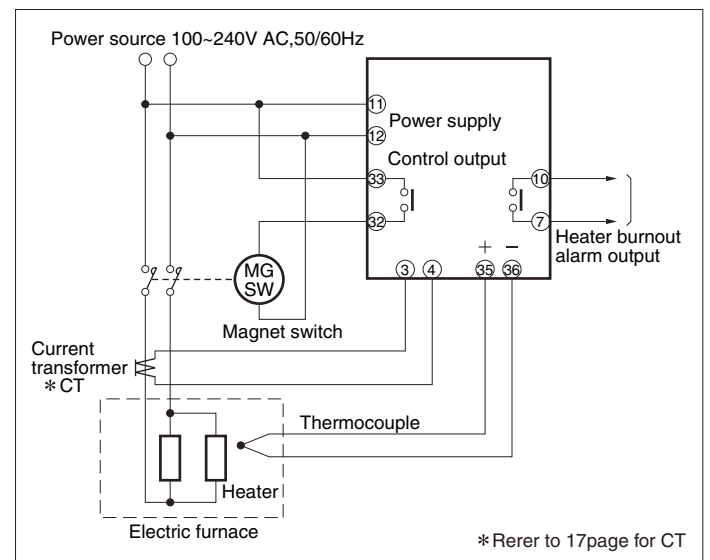 Power source 100~240V AC,50/60Hz
11
Power supply
12
Control output
33
10
32
7
Heater burnout
alarm output
+ −
MG
SW
3 4 35 36
Magnet switch
Current
transformer
*CT
Thermocouple
Heater
Electric furnace
*Rerer to 17page for CT